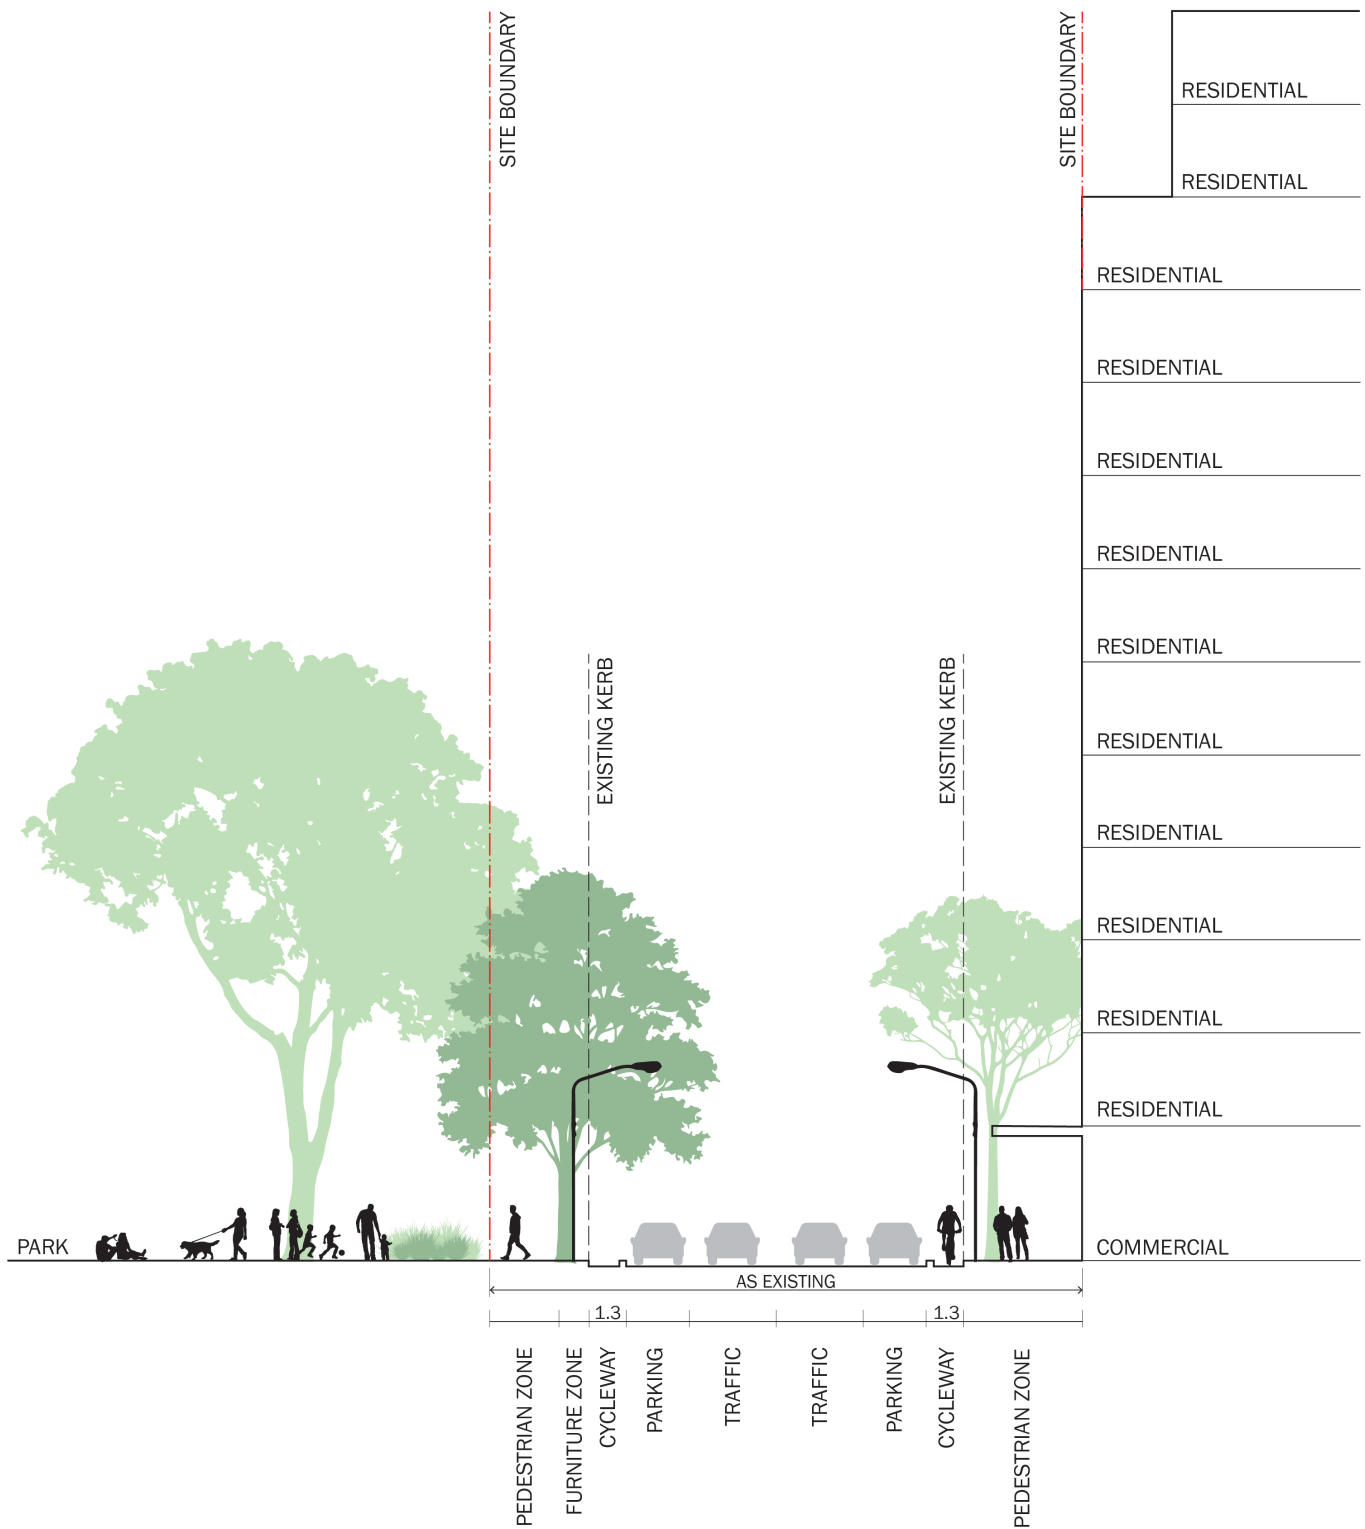 SITE BOUNDARY
SITE BOUNDARY
RESIDENTIAL
RESIDENTIAL
RESIDENTIAL
RESIDENTIAL
RESIDENTIAL
RESIDENTIAL
RESIDENTIAL
RESIDENTIAL
RESIDENTIAL
RESIDENTIAL
RESIDENTIAL
RESIDENTIAL
EXISTING KERB
EXISTING KERB
PARK
COMMERCIAL
AS EXISTING
1.3
1.3
PEDESTRIAN ZONE
FURNITURE ZONE
CYCLEWAY
PARKING
TRAFFIC
TRAFFIC
PARKING
CYCLEWAY
PEDESTRIAN ZONE